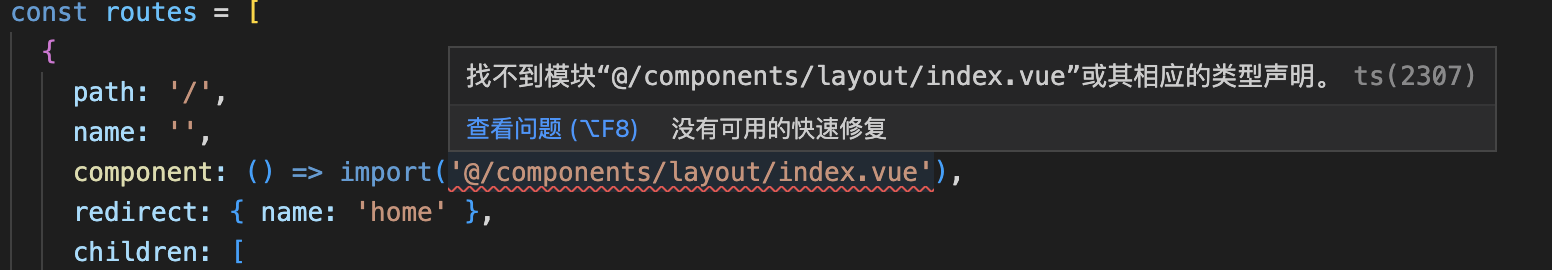 const routes = [
{
找不到模块“@/components/layout/index.vue”或其相应的类型声明。 ts(2307)
path: '/',
查看问题 (⌥F8) 没有可用的快速修复
name: '',
component: () => import('@/components/layout/index.vue'),
redirect: { name: 'home' },
children: [